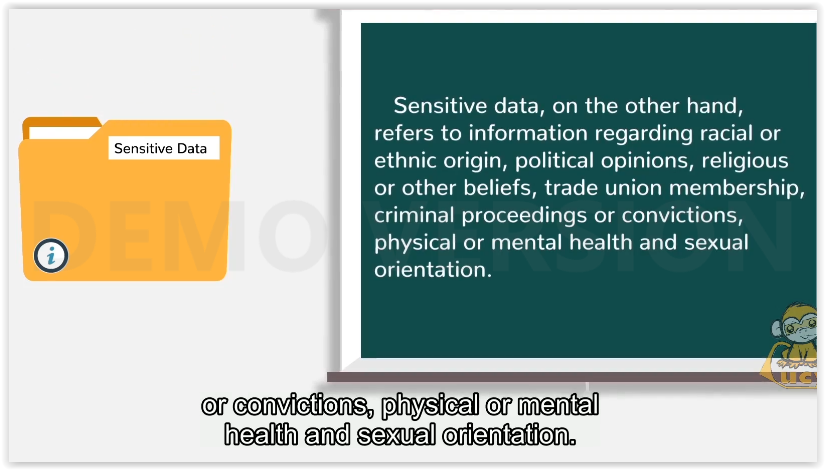 Sensitive Data
Sensitive data, on the other hand,
refers to information regarding racial or
ethnic origin, political opinions, religious
or other beliefs, trade union membership,
criminal proceedings or convictions,
physical or mental health and sexual
orientation.
DEMO VERSION
i
or convictions, physical or mental
health and sexual orientation.